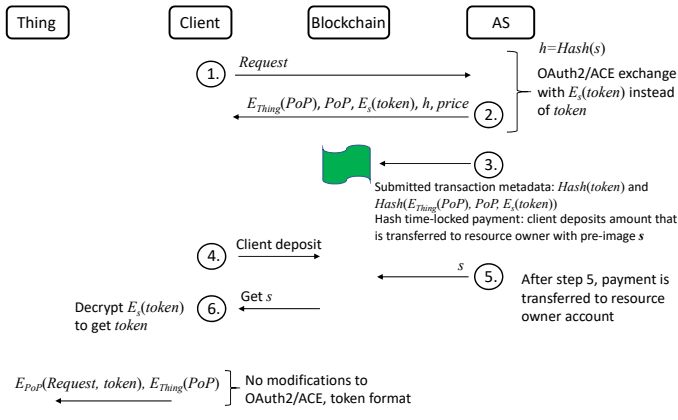 Thing
Client
Blockchain
AS
h=Hash(s)
1.
Request
OAuth2/ACE exchange
with Es(token) instead
of token
EThing(PoP), PoP, Es(token), h, price
2.
3.
Submitted transaction metadata: Hash(token) and
Hash(EThing(PoP), PoP, Es(token))
Hash time-locked payment: client deposits amount that
is transferred to resource owner with pre-image s
4.
Client deposit
s
5.
After step 5, payment is
transferred to resource
owner account
Decrypt Es(token)
to get token
6.
Get s
EPoP(Request, token), EThing(PoP)
No modifications to
OAuth2/ACE, token format